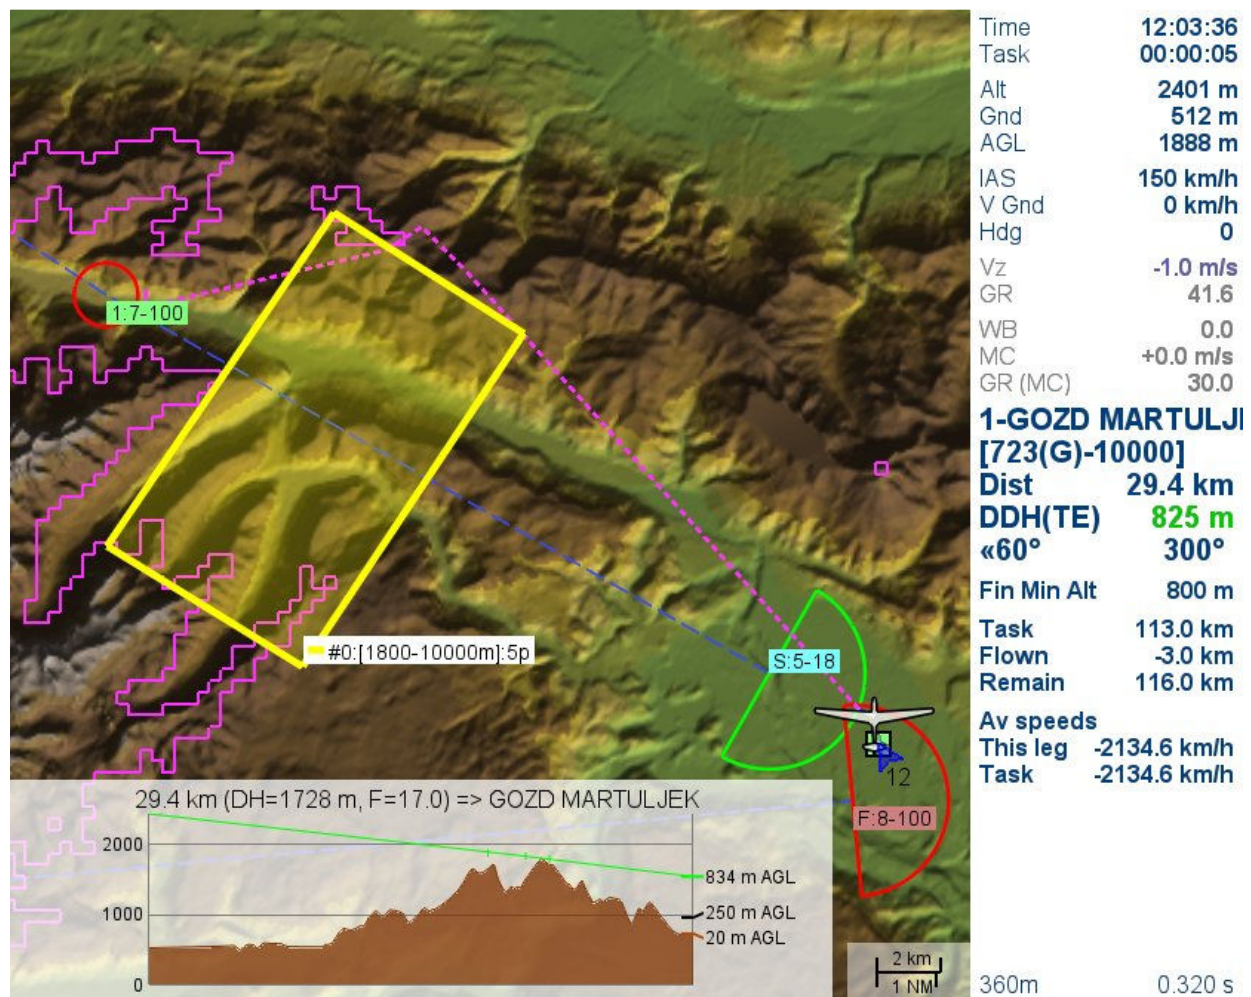 Time 12:03:36
Task 00:00:05
Alt 2401 m
Gnd 512 m
AGL 1888 m
IAS 150 km/h
V Gnd 0 km/h
Hdg 0
Vz -1.0 m/s
GR 41.6
WB 0.0
MC +0.0 m/s
GR (MC) 30.0
1-GOZD MARTULJ
[723(G)-10000]
Dist 29.4 km
DDH(TE) 825 m
«60° 300°
Fin Min Alt 800 m
Task 113.0 km
Flown -3.0 km
Remain 116.0 km
Av speeds
This leg -2134.6 km/h
Task -2134.6 km/h
360m 0.320 s
1:7-100
#0:[1800-10000m]:5p
S:5-18
12
F:8-100
29.4 km (DH=1728 m, F=17.0) => GOZD MARTULJEK
2000
1000
0
834 m AGL
250 m AGL
20 m AGL
2 km
1 NM